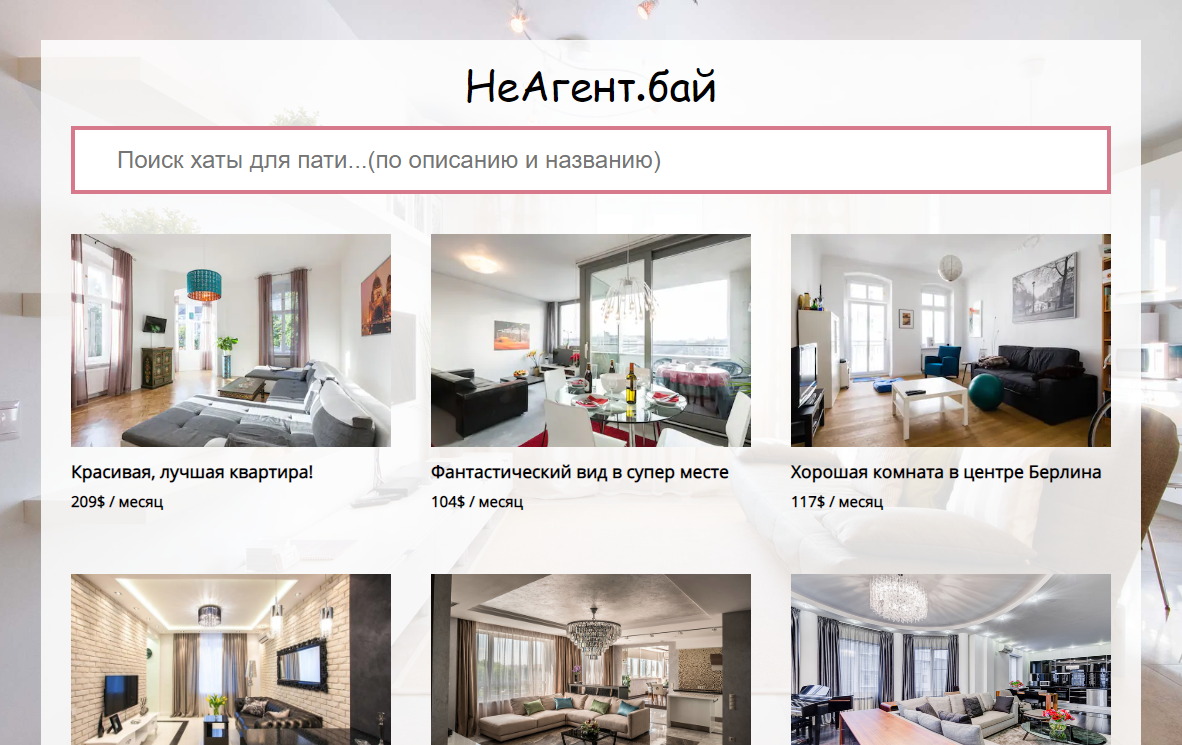 НеАгент.бай
Поиск хаты для пати...(по описанию и названию)
Красивая, лучшая квартира!
209$ / месяц
Фантастический вид в супер месте
104$ / месяц
Хорошая комната в центре Берлина
117$ / месяц